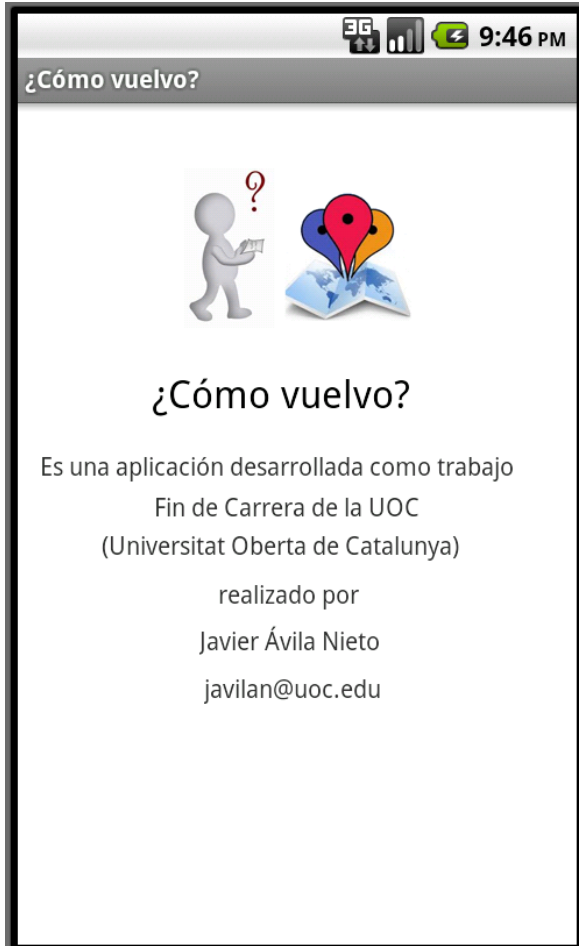 3G 9:46 PM
¿Cómo vuelvo?
?
¿Cómo vuelvo?
Es una aplicación desarrollada como trabajo
Fin de Carrera de la UOC
(Universitat Oberta de Catalunya)
realizado por
Javier Ávila Nieto
javilan@uoc.edu